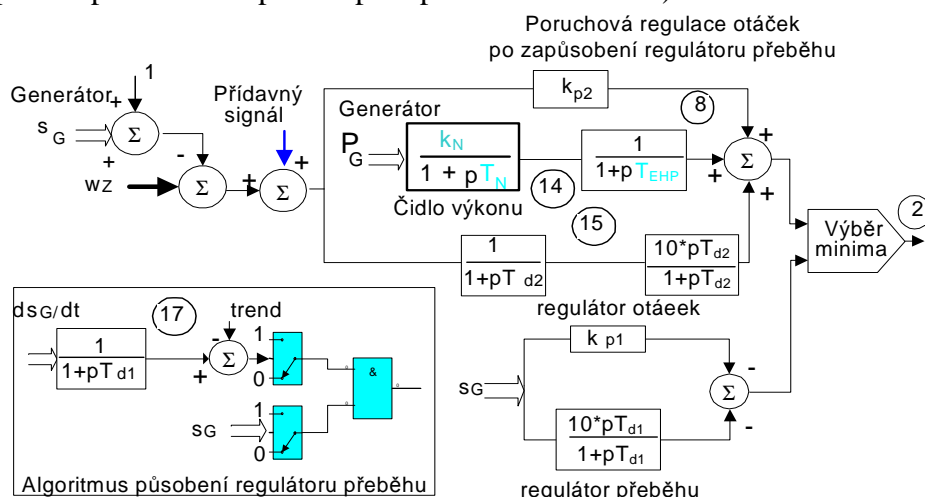 Poruchová regulace otáček
po zapůsobení regulátoru přeběhu
1
Generátor
+
s G
Σ
+
-
wz
Σ
+
Přídavný
signál
+
Σ
Generátor
P G
k N
1 + pT N
Čidlo výkonu
k p2
8
14
1
1+pT EHP
15
+
+
Σ
+
1
1+pT d2
10*pT d2
1+pT d2
regulátor otáeek
Výběr
minima
2
k p1
sG
10*pT d1
1+pT d1
-
Σ
-
regulátor přeběhu
dsG/dt
17
trend
1
1+pT d1
-
Σ
+
1
0
&
1
sG
0
Algoritmus působení regulátoru přeběhu